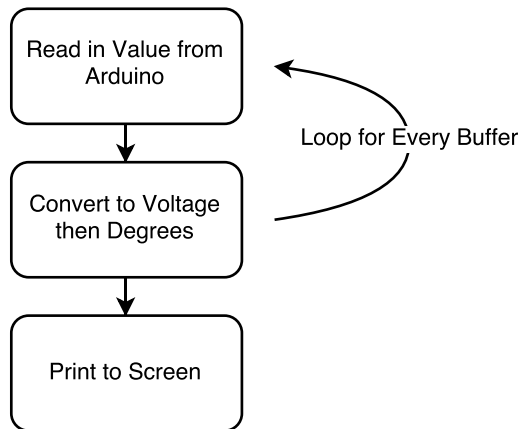 Read in Value from
Arduino
Loop for Every Buffer
Convert to Voltage
then Degrees
Print to Screen